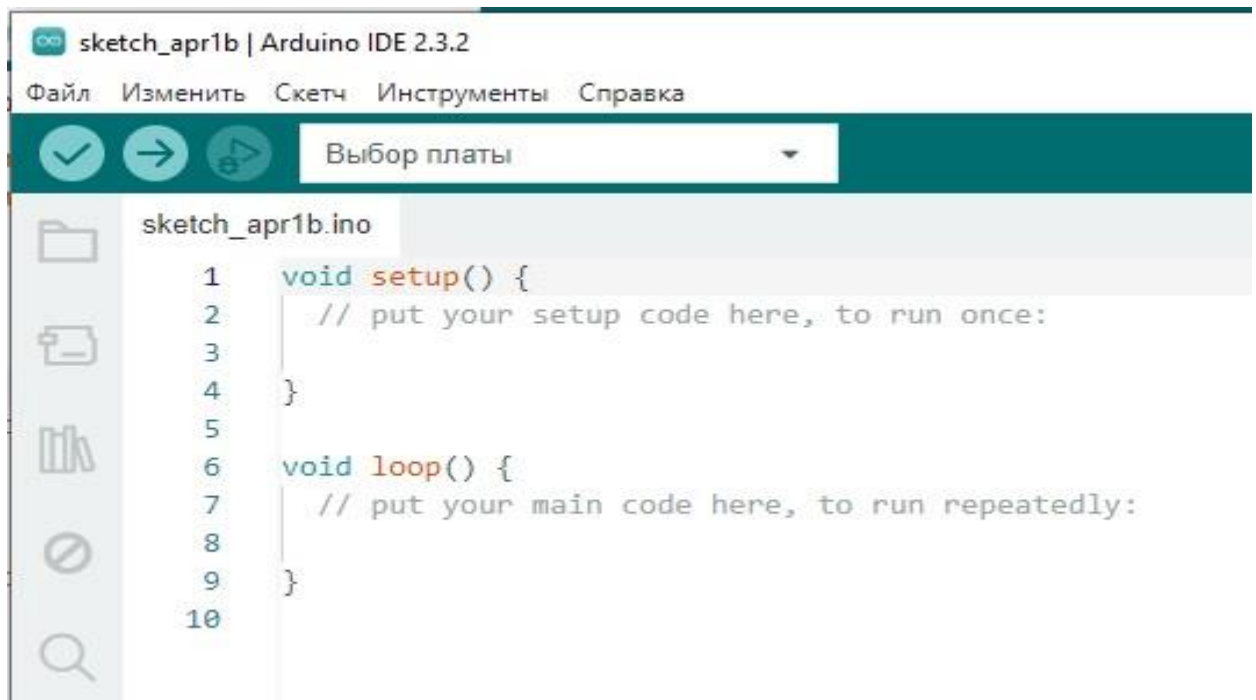 sketch_apr1b | Arduino IDE 2.3.2
Файл Изменить Скетч Инструменты Справка
Выбор платы
sketch_apr1b.ino
1 void setup() {
2 // put your setup code here, to run once:
3
4 }
5
6 void loop() {
7 // put your main code here, to run repeatedly:
8
9 }
10